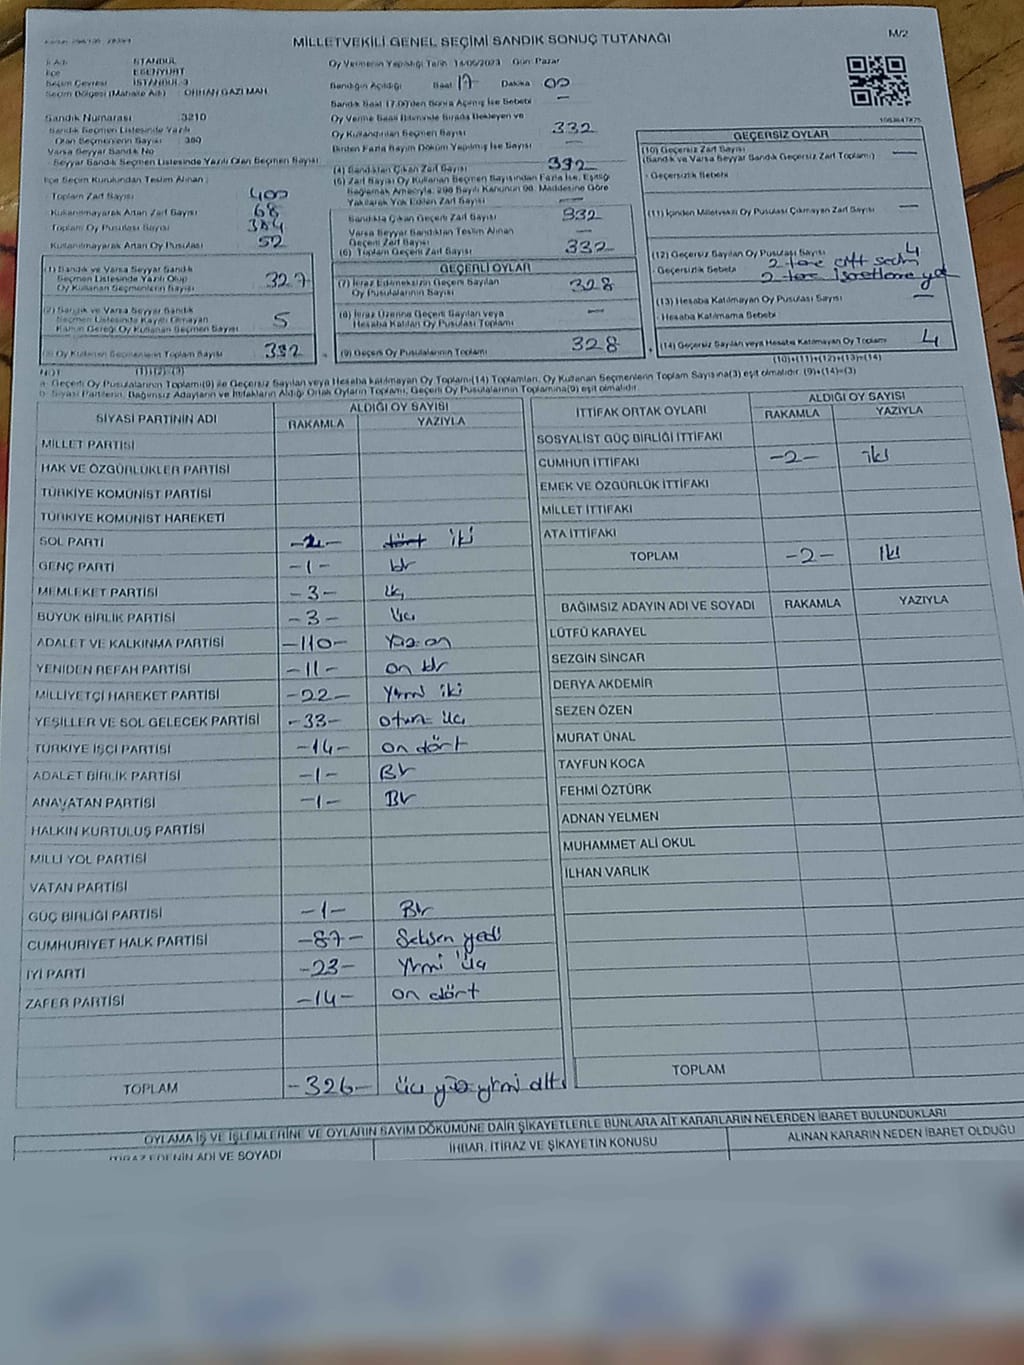 MİLLETVEKİLİ GENEL SEÇİMİ SANDIK SONUÇ TUTANAĞI
M/2
İl Adı İSTANBUL
İlçe ESENYURT
Seçim Çevresi İSTANBUL-3
Seçim Bölgesi (Mahalle Adı) ORHAN GAZİ MAH.
Sandık Numarası :3210
Sandık Seçmen Listesinde Yazılı
Olan Seçmenlerin Sayısı : 380
Varsa Seyyar Sandık No
Seyyar Sandık Seçmen Listesinde Yazılı Olan Seçmen Sayısı
İlçe Seçim Kurulundan Teslim Alınan :
Toplam Zarf Sayısı 400
Kullanılmayarak Artan Zarf Sayısı 68
Toplam Oy Pusulası Sayısı 384
Kullanılmayarak Artan Oy Pusulası 52
(1) Sandık ve Varsa Seyyar Sandık
Seçmen Listesinde Yazılı Olup
Oy Kullanan Seçmenlerin Sayısı 327
(2) Sandık ve Varsa Seyyar Sandık
Seçmen Listesinde Kayıtlı Olmayan
Kanun Gereği Oy Kullanan Seçmen Sayısı 5
(3) Oy Kullanan Seçmenlerin Toplam Sayısı 332
(1)+(2)=(3)
Oy Vermenin Yapıldığı Tarih 14/05/2023 Gün: Pazar
Sandığın Açıldığı Saat 17 Dakika 00
Sandık Saat 17.00'den Sonra Açılmış İse Sebebi —
Oy Verme Saati Bitiminde Sırada Bekleyen ve
Oy Kullandırılan Seçmen Sayısı 332
Birden Fazla Sayım Döküm Yapılmış İse Sayısı —
(4) Sandıktan Çıkan Zarf Sayısı 332
(5) Zarf Sayısı Oy Kullanan Seçmen Sayısından Fazla İse, Eşitliği
Sağlamak Amacıyla, 298 Sayılı Kanunun 98. Maddesine Göre
Yakılarak Yok Edilen Zarf Sayısı —
Sandıkta Çıkan Geçerli Zarf Sayısı 332
Varsa Seyyar Sandıktan Teslim Alınan
Geçerli Zarf Sayısı —
(6) Toplam Geçerli Zarf Sayısı 332
GEÇERLİ OYLAR
(7) İtiraz Edilmeksizin Geçerli Sayılan
Oy Pusulalarının Sayısı 328
(8) İtiraz Üzerine Geçerli Sayılan veya
Hesaba Katılan Oy Pusulası Toplamı —
(9) Geçerli Oy Pusulalarının Toplamı 328
GEÇERSİZ OYLAR
(10) Geçersiz Zarf Sayısı —
(Sandık ve Varsa Seyyar Sandık Geçersiz Zarf Toplamı)
- Geçersizlik Sebebi
(11) İçinden Milletvekili Oy Pusulası Çıkmayan Zarf Sayısı —
(12) Geçersiz Sayılan Oy Pusulası Sayısı 4
- Geçersizlik Sebebi 2 tane çift seçim
2 tane işaretleme yok
(13) Hesaba Katılmayan Oy Pusulası Sayısı —
- Hesaba Katılmama Sebebi
(14) Geçersiz Sayılan veya Hesaba Katılmayan Oy Toplamı 4
(10)+(11)+(12)+(13)=(14)
NOT
a- Geçerli Oy Pusulalarının Toplamı(9) ile Geçersiz Sayılan veya Hesaba Katılmayan Oy Toplamı(14) Toplamları, Oy Kullanan Seçmenlerin Toplam Sayısına(3) eşit olmalıdır. (9)+(14)=(3)
b- Siyasi Partilerin, Bağımsız Adayların ve İttifakların Aldığı Ortak Oyların Toplamı, Geçerli Oy Pusulalarının Toplamına(9) eşit olmalıdır.
SİYASİ PARTİNİN ADI ALDIĞI OY SAYISI
RAKAMLA YAZIYLA
MİLLET PARTİSİ
HAK VE ÖZGÜRLÜKLER PARTİSİ
TÜRKİYE KOMÜNİST PARTİSİ
TÜRKİYE KOMÜNİST HAREKETİ
SOL PARTİ -2- dört iki
GENÇ PARTİ -1- bir
MEMLEKET PARTİSİ -3- üç
BÜYÜK BİRLİK PARTİSİ -3- üç
ADALET VE KALKINMA PARTİSİ -110- Yüz on
YENİDEN REFAH PARTİSİ -11- on bir
MİLLİYETÇİ HAREKET PARTİSİ -22- Yirmi iki
YEŞİLLER VE SOL GELECEK PARTİSİ -33- otuz üç
TÜRKİYE İŞÇİ PARTİSİ -14- on dört
ADALET BİRLİK PARTİSİ -1- Bir
ANAVATAN PARTİSİ -1- Bir
HALKIN KURTULUŞ PARTİSİ
MİLLİ YOL PARTİSİ
VATAN PARTİSİ
GÜÇ BİRLİĞİ PARTİSİ -1- Bir
CUMHURİYET HALK PARTİSİ -87- Seksen yedi
İYİ PARTİ -23- Yirmi üç
ZAFER PARTİSİ -14- on dört
TOPLAM -326- üç yüz yirmi altı
İTTİFAK ORTAK OYLARI ALDIĞI OY SAYISI
RAKAMLA YAZIYLA
SOSYALİST GÜÇ BİRLİĞİ İTTİFAKI
CUMHUR İTTİFAKI -2- iki
EMEK VE ÖZGÜRLÜK İTTİFAKI
MİLLET İTTİFAKI
ATA İTTİFAKI
TOPLAM -2- iki
BAĞIMSIZ ADAYIN ADI VE SOYADI RAKAMLA YAZIYLA
LÜTFÜ KARAYEL
SEZGİN SİNCAR
DERYA AKDEMİR
SEZEN ÖZEN
MURAT ÜNAL
TAYFUN KOCA
FEHMİ ÖZTÜRK
ADNAN YELMEN
MUHAMMET ALİ OKUL
İLHAN VARLIK
TOPLAM
OYLAMA İŞ VE İŞLEMLERİNE VE OYLARIN SAYIM DÖKÜMÜNE DAİR ŞİKAYETLERLE BUNLARA AİT KARARLARIN NELERDEN İBARET BULUNDUKLARI
İTİRAZ EDENİN ADI VE SOYADI İHBAR, İTİRAZ VE ŞİKAYETİN KONUSU ALINAN KARARIN NEDEN İBARET OLDUĞU